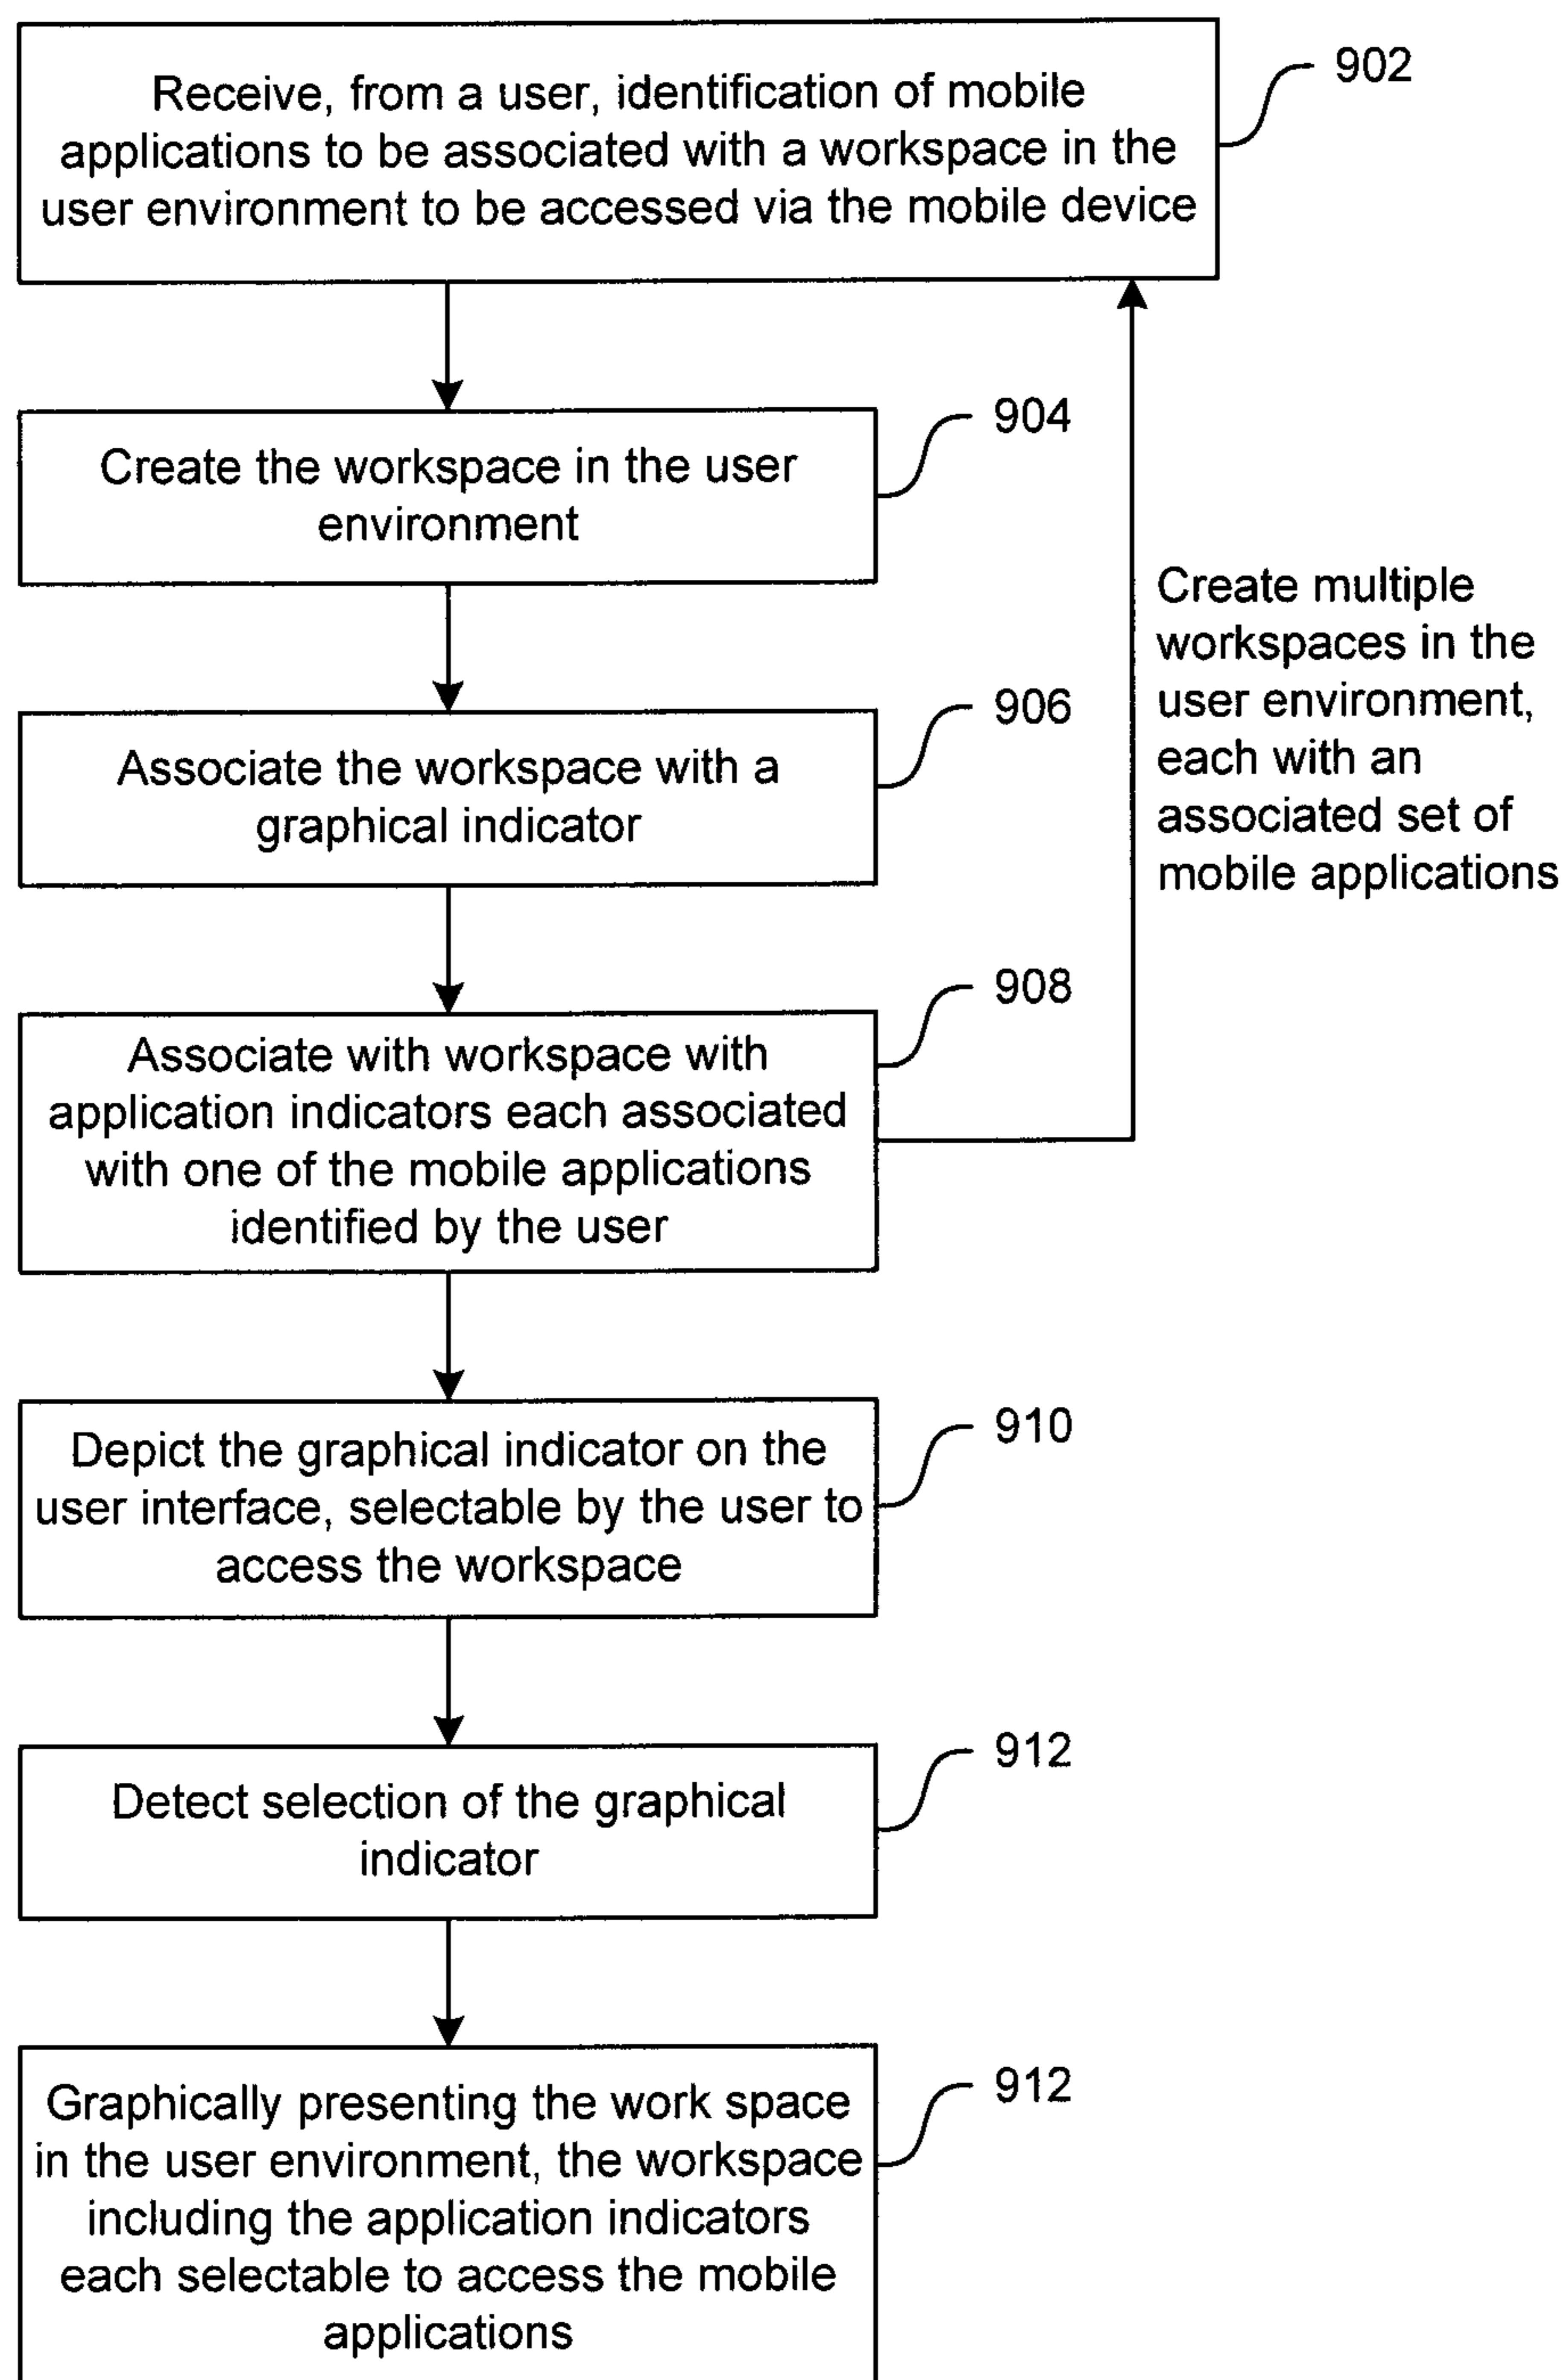 Receive, from a user, identification of mobile
applications to be associated with a workspace in the
user environment to be accessed via the mobile device
902
Create the workspace in the user
environment
904
Associate the workspace with a
graphical indicator
906
Create multiple
workspaces in the
user environment,
each with an
associated set of
mobile applications
Associate with workspace with
application indicators each associated
with one of the mobile applications
identified by the user
908
Depict the graphical indicator on the
user interface, selectable by the user to
access the workspace
910
Detect selection of the graphical
indicator
912
Graphically presenting the work space
in the user environment, the workspace
including the application indicators
each selectable to access the mobile
applications
912